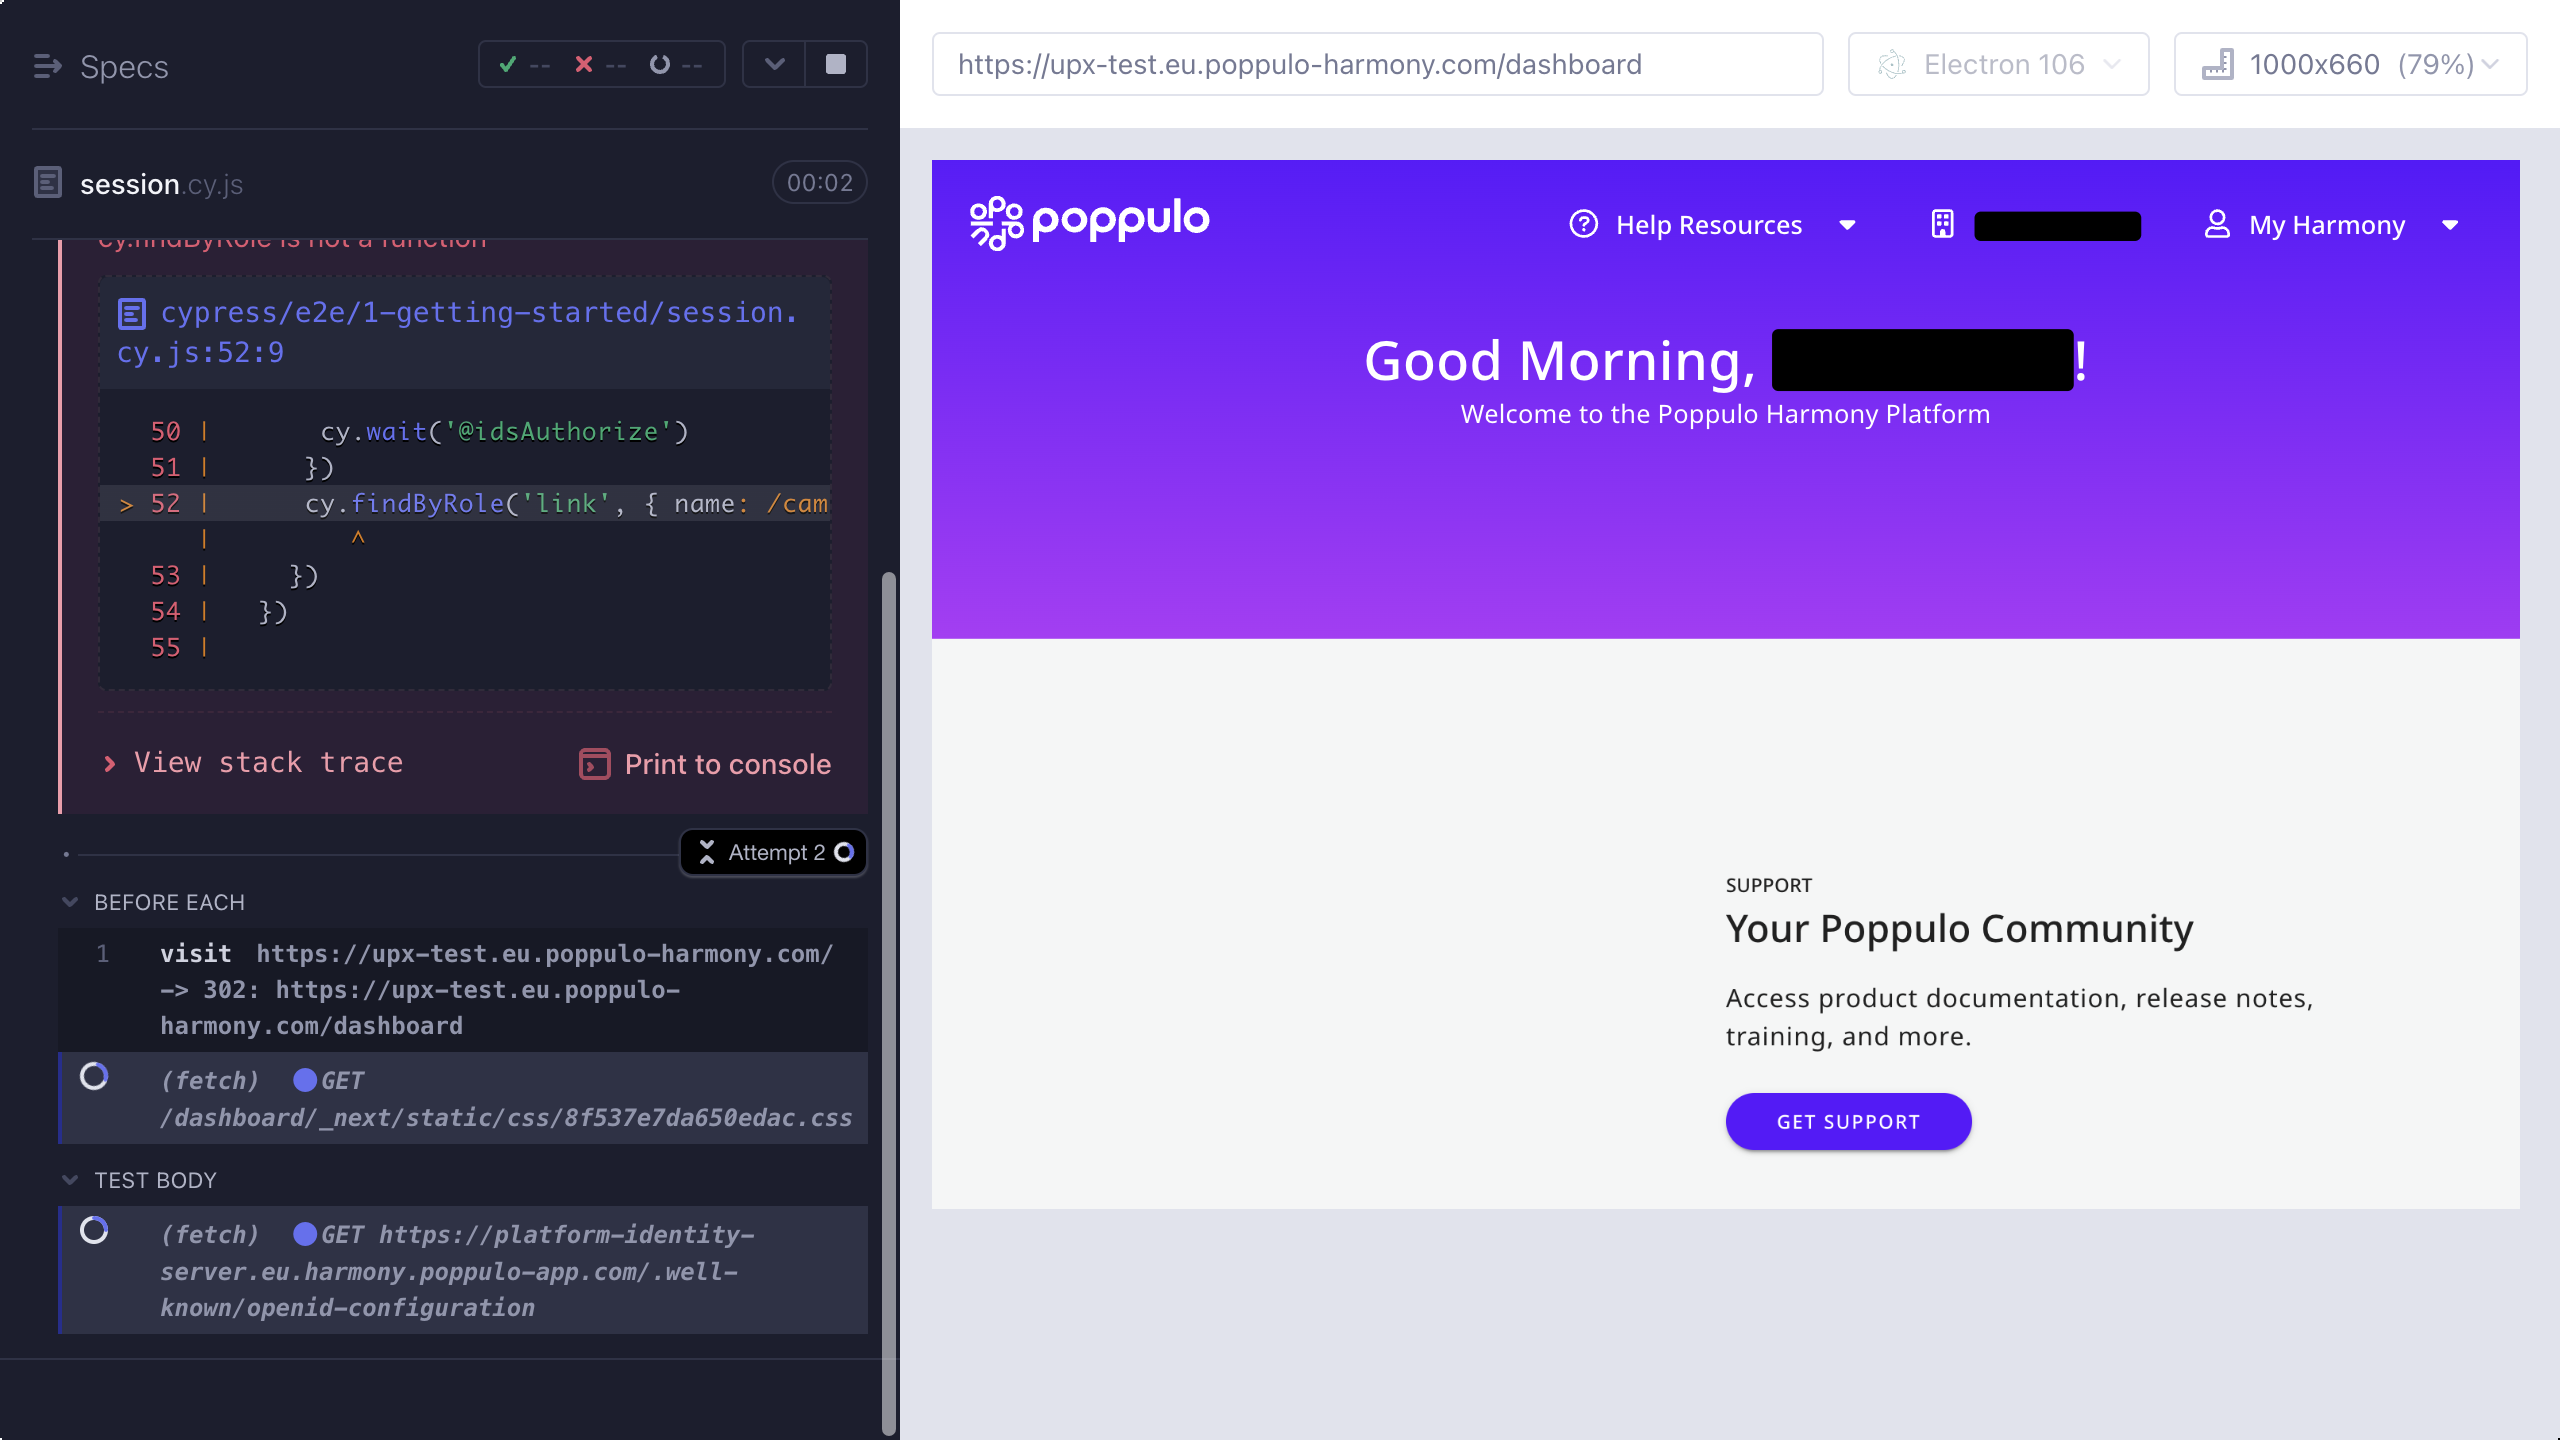 Specs
-- -- --
session.cy.js
00:02
cy.findByRole is not a function
cypress/e2e/1-getting-started/session.
cy.js:52:9
50 | cy.wait('@idsAuthorize')
51 | })
> 52 | cy.findByRole('link', { name: /cam
| ^
53 | })
54 | })
55 |
View stack trace
Print to console
Attempt 2
BEFORE EACH
1 visit https://upx-test.eu.poppulo-harmony.com/
-> 302: https://upx-test.eu.poppulo-
harmony.com/dashboard
(fetch) GET
/dashboard/_next/static/css/8f537e7da650edac.css
TEST BODY
(fetch) GET https://platform-identity-
server.eu.harmony.poppulo-app.com/.well-
known/openid-configuration
https://upx-test.eu.poppulo-harmony.com/dashboard
Electron 106
1000x660 (79%)
poppulo
Help Resources
My Harmony
Good Morning, !
Welcome to the Poppulo Harmony Platform
SUPPORT
Your Poppulo Community
Access product documentation, release notes,
training, and more.
GET SUPPORT